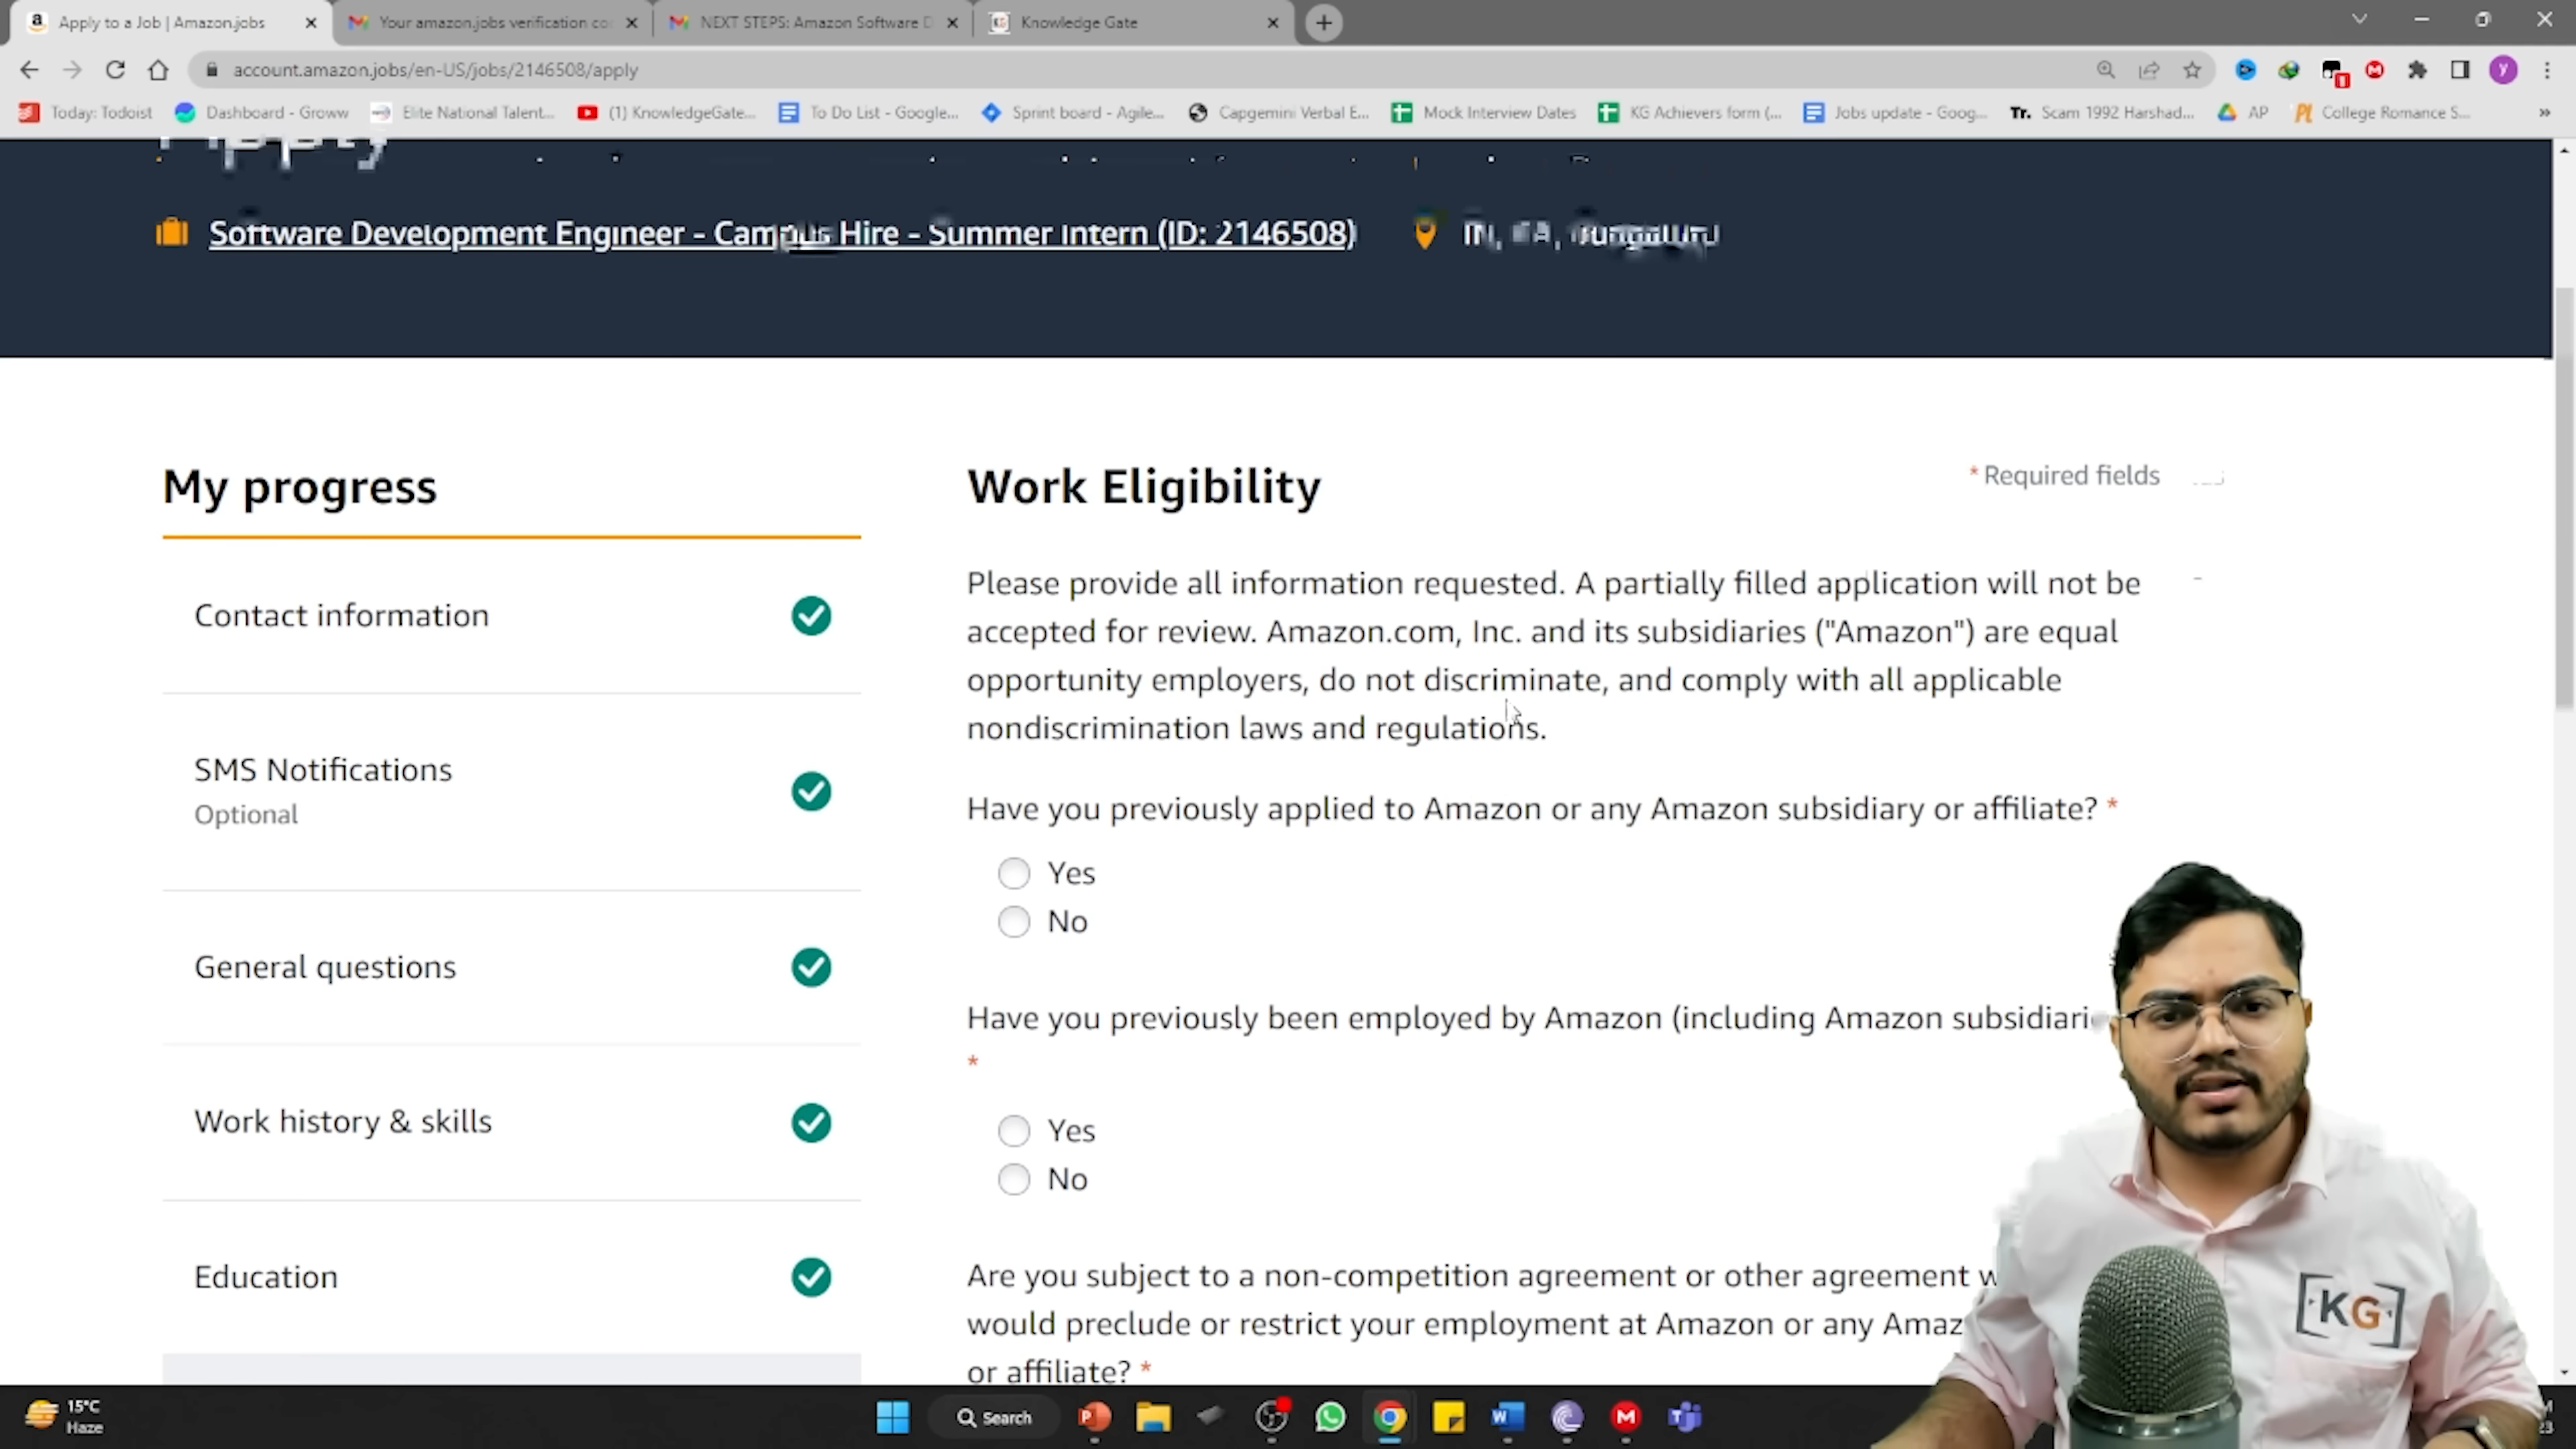 Apply to a Job | Amazon.jobs
Your amazon.jobs verification co
NEXT STEPS: Amazon Software D
Knowledge Gate
account.amazon.jobs/en-US/jobs/2146508/apply
y
Today: Todoist
Dashboard - Groww
Elite National Talent...
(1) KnowledgeGate...
To Do List - Google...
Sprint board - Agile...
Capgemini Verbal E...
Mock Interview Dates
KG Achievers form (...
Jobs update - Goog...
Tr. Scam 1992 Harshad...
AP
College Romance S...
Software Development Engineer - Campus Hire - Summer Intern (ID: 2146508)
My progress
Contact information
SMS Notifications
Optional
General questions
Work history & skills
Education
Work Eligibility
* Required fields
Please provide all information requested. A partially filled application will not be
accepted for review. Amazon.com, Inc. and its subsidiaries ("Amazon") are equal
opportunity employers, do not discriminate, and comply with all applicable
nondiscrimination laws and regulations.
Have you previously applied to Amazon or any Amazon subsidiary or affiliate? *
Yes
No
Have you previously been employed by Amazon (including Amazon subsidiari
*
Yes
No
Are you subject to a non-competition agreement or other agreement w
would preclude or restrict your employment at Amazon or any Amaz
or affiliate? *
KG
15°C
Haze
Search